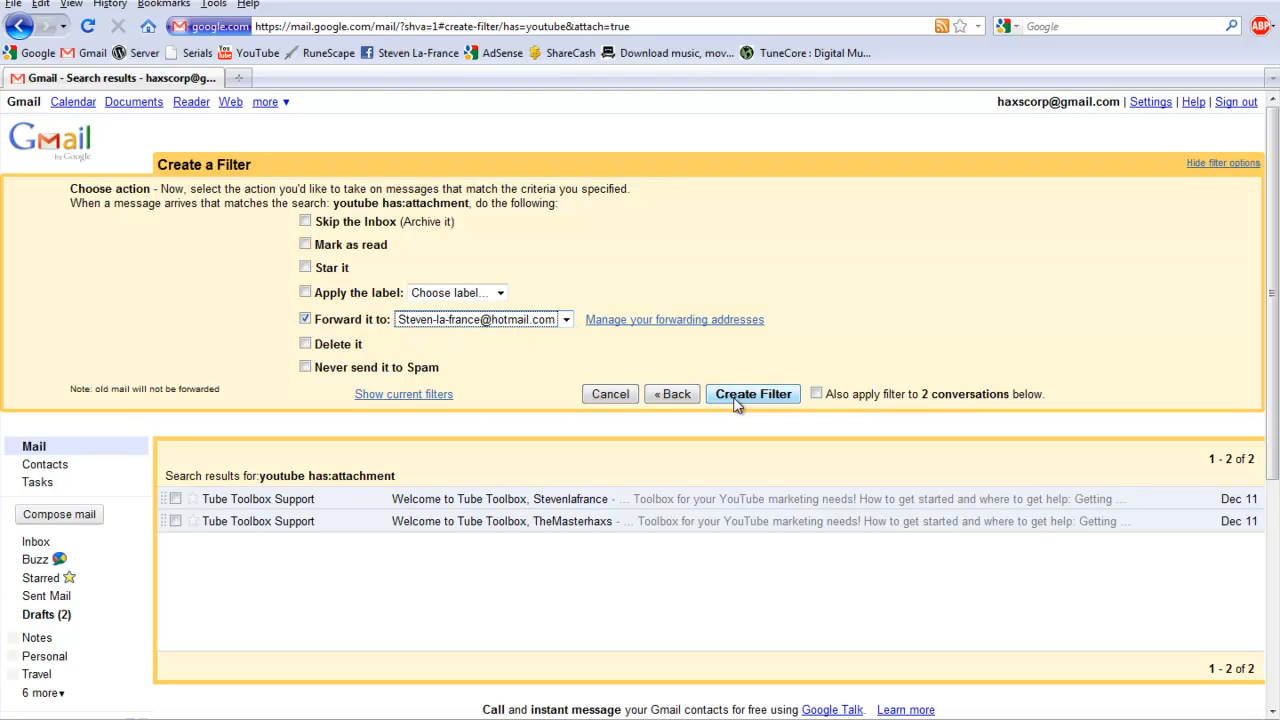 File Edit View History Bookmarks Tools Help
google.com https://mail.google.com/mail/?shva=1#create-filter/has=youtube&attach=true Google ABP
Google Gmail Server Serials YouTube RuneScape Steven La-France AdSense ShareCash Download music, mov... TuneCore : Digital Mu...
Gmail - Search results - haxscorp@g...
Gmail Calendar Documents Reader Web more ▼ haxscorp@gmail.com | Settings | Help | Sign out
Gmail
by Google
Create a Filter Hide filter options
Choose action - Now, select the action you'd like to take on messages that match the criteria you specified.
When a message arrives that matches the search: youtube has:attachment, do the following:
Skip the Inbox (Archive it)
Mark as read
Star it
Apply the label: Choose label...
Forward it to: Steven-la-france@hotmail.com Manage your forwarding addresses
Delete it
Never send it to Spam
Note: old mail will not be forwarded Show current filters Cancel « Back Create Filter Also apply filter to 2 conversations below.
Mail
Contacts
Tasks
Compose mail
Inbox
Buzz
Starred
Sent Mail
Drafts (2)
Notes
Personal
Travel
6 more▼
1 - 2 of 2
Search results for:youtube has:attachment
Tube Toolbox Support Welcome to Tube Toolbox, Stevenlafrance - ... Toolbox for your YouTube marketing needs! How to get started and where to get help: Getting ... Dec 11
Tube Toolbox Support Welcome to Tube Toolbox, TheMasterhaxs - ... Toolbox for your YouTube marketing needs! How to get started and where to get help: Getting ... Dec 11
1 - 2 of 2
Call and instant message your Gmail contacts for free using Google Talk. Learn more